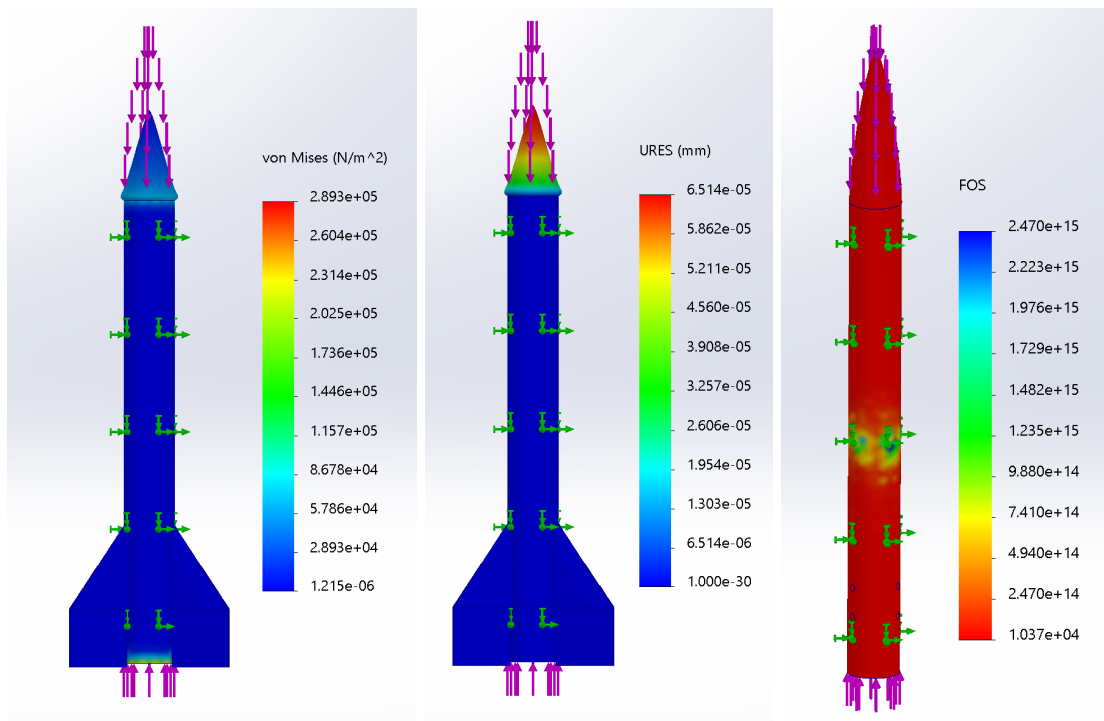 von Mises (N/m^2)
2.893e+05
2.604e+05
2.314e+05
2.025e+05
1.736e+05
1.446e+05
1.157e+05
8.678e+04
5.786e+04
2.893e+04
1.215e-06
URES (mm)
6.514e-05
5.862e-05
5.211e-05
4.560e-05
3.908e-05
3.257e-05
2.606e-05
1.954e-05
1.303e-05
6.514e-06
1.000e-30
FOS
2.470e+15
2.223e+15
1.976e+15
1.729e+15
1.482e+15
1.235e+15
9.880e+14
7.410e+14
4.940e+14
2.470e+14
1.037e+04